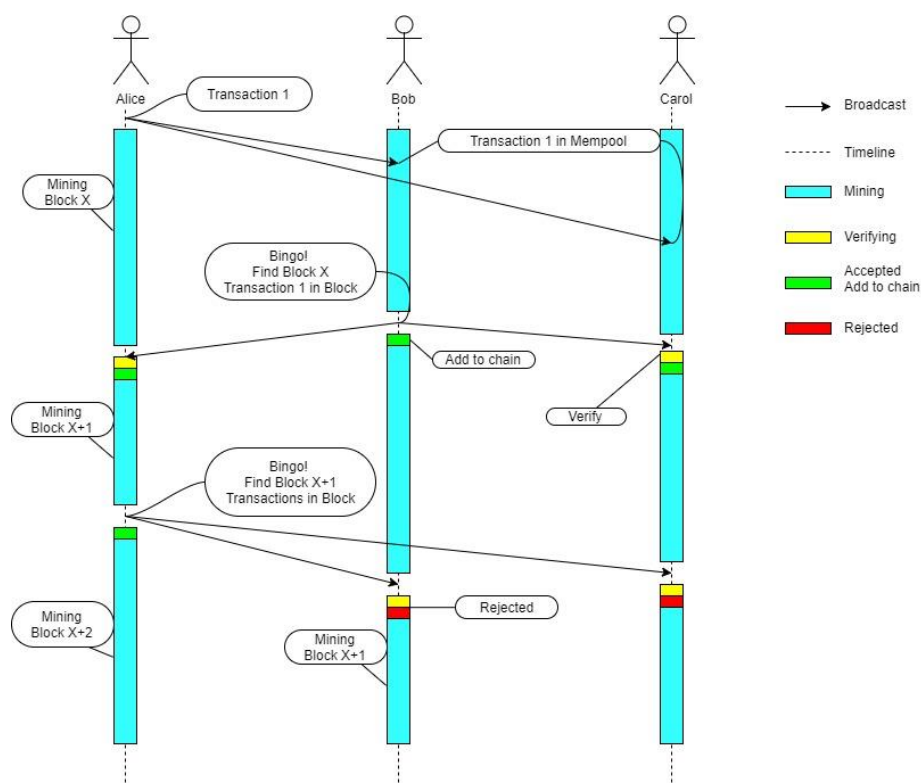 Alice
Bob
Carol
Transaction 1
Transaction 1 in Mempool
Mining
Block X
Bingo!
Find Block X
Transaction 1 in Block
Add to chain
Verify
Mining
Block X+1
Bingo!
Find Block X+1
Transactions in Block
Rejected
Mining
Block X+2
Mining
Block X+1
Broadcast
Timeline
Mining
Verifying
Accepted
Add to chain
Rejected